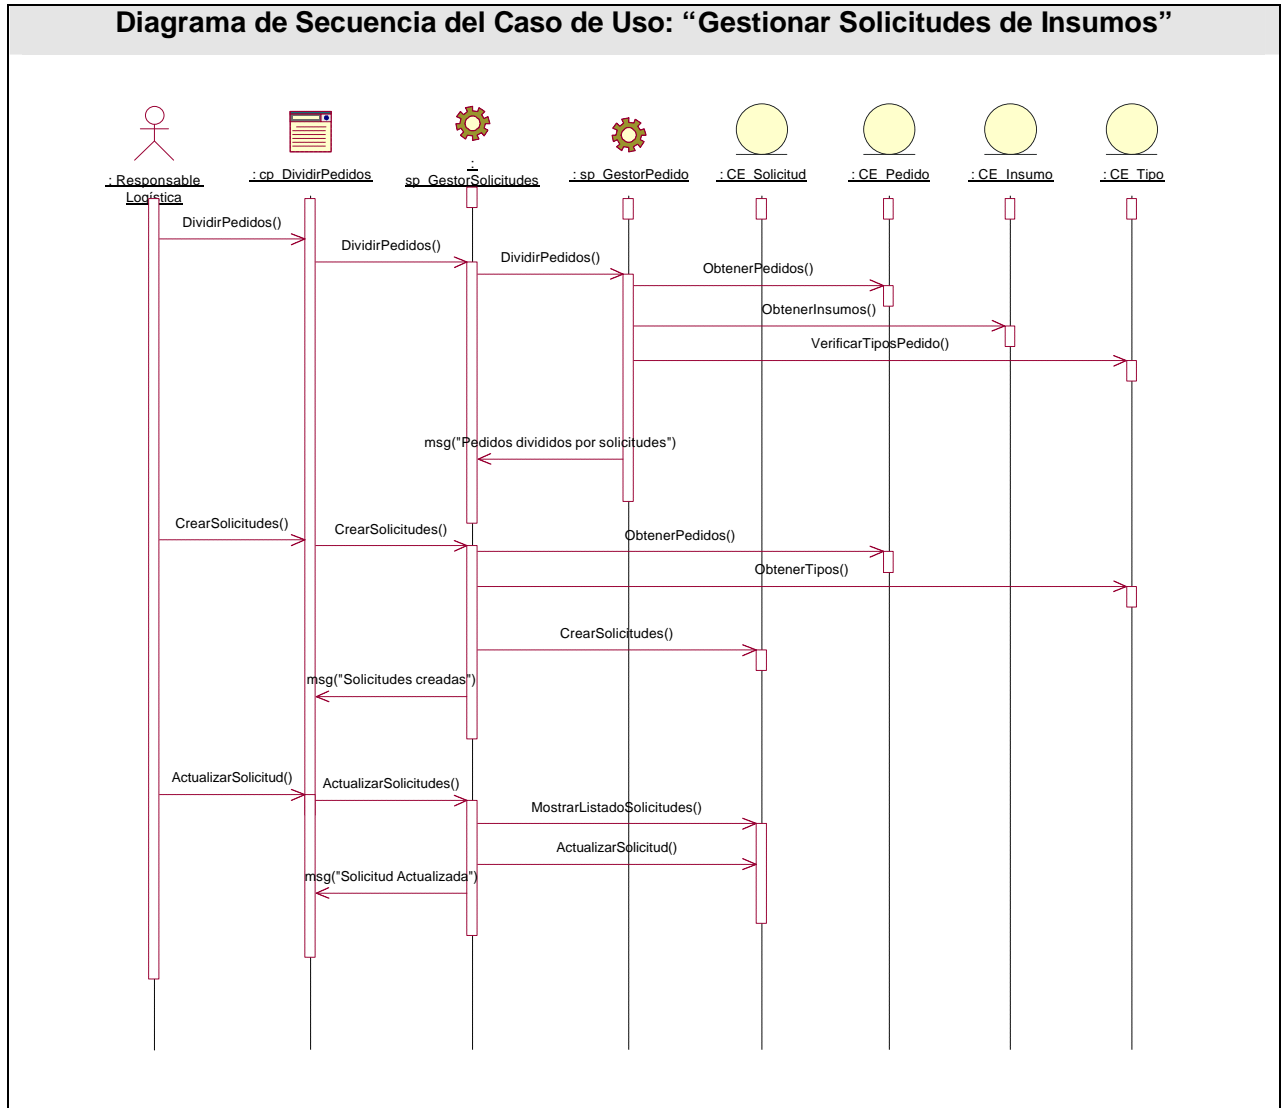 Diagrama de Secuencia del Caso de Uso: “Gestionar Solicitudes de Insumos”
: Responsable
Logística
: cp_DividirPedidos
:
sp_GestorSolicitudes
: sp_GestorPedido
: CE_Solicitud
: CE_Pedido
: CE_Insumo
: CE_Tipo
DividirPedidos()
DividirPedidos()
DividirPedidos()
ObtenerPedidos()
ObtenerInsumos()
VerificarTiposPedido()
msg("Pedidos divididos por solicitudes")
CrearSolicitudes()
CrearSolicitudes()
ObtenerPedidos()
ObtenerTipos()
CrearSolicitudes()
msg("Solicitudes creadas")
ActualizarSolicitud()
ActualizarSolicitudes()
MostrarListadoSolicitudes()
ActualizarSolicitud()
msg("Solicitud Actualizada")